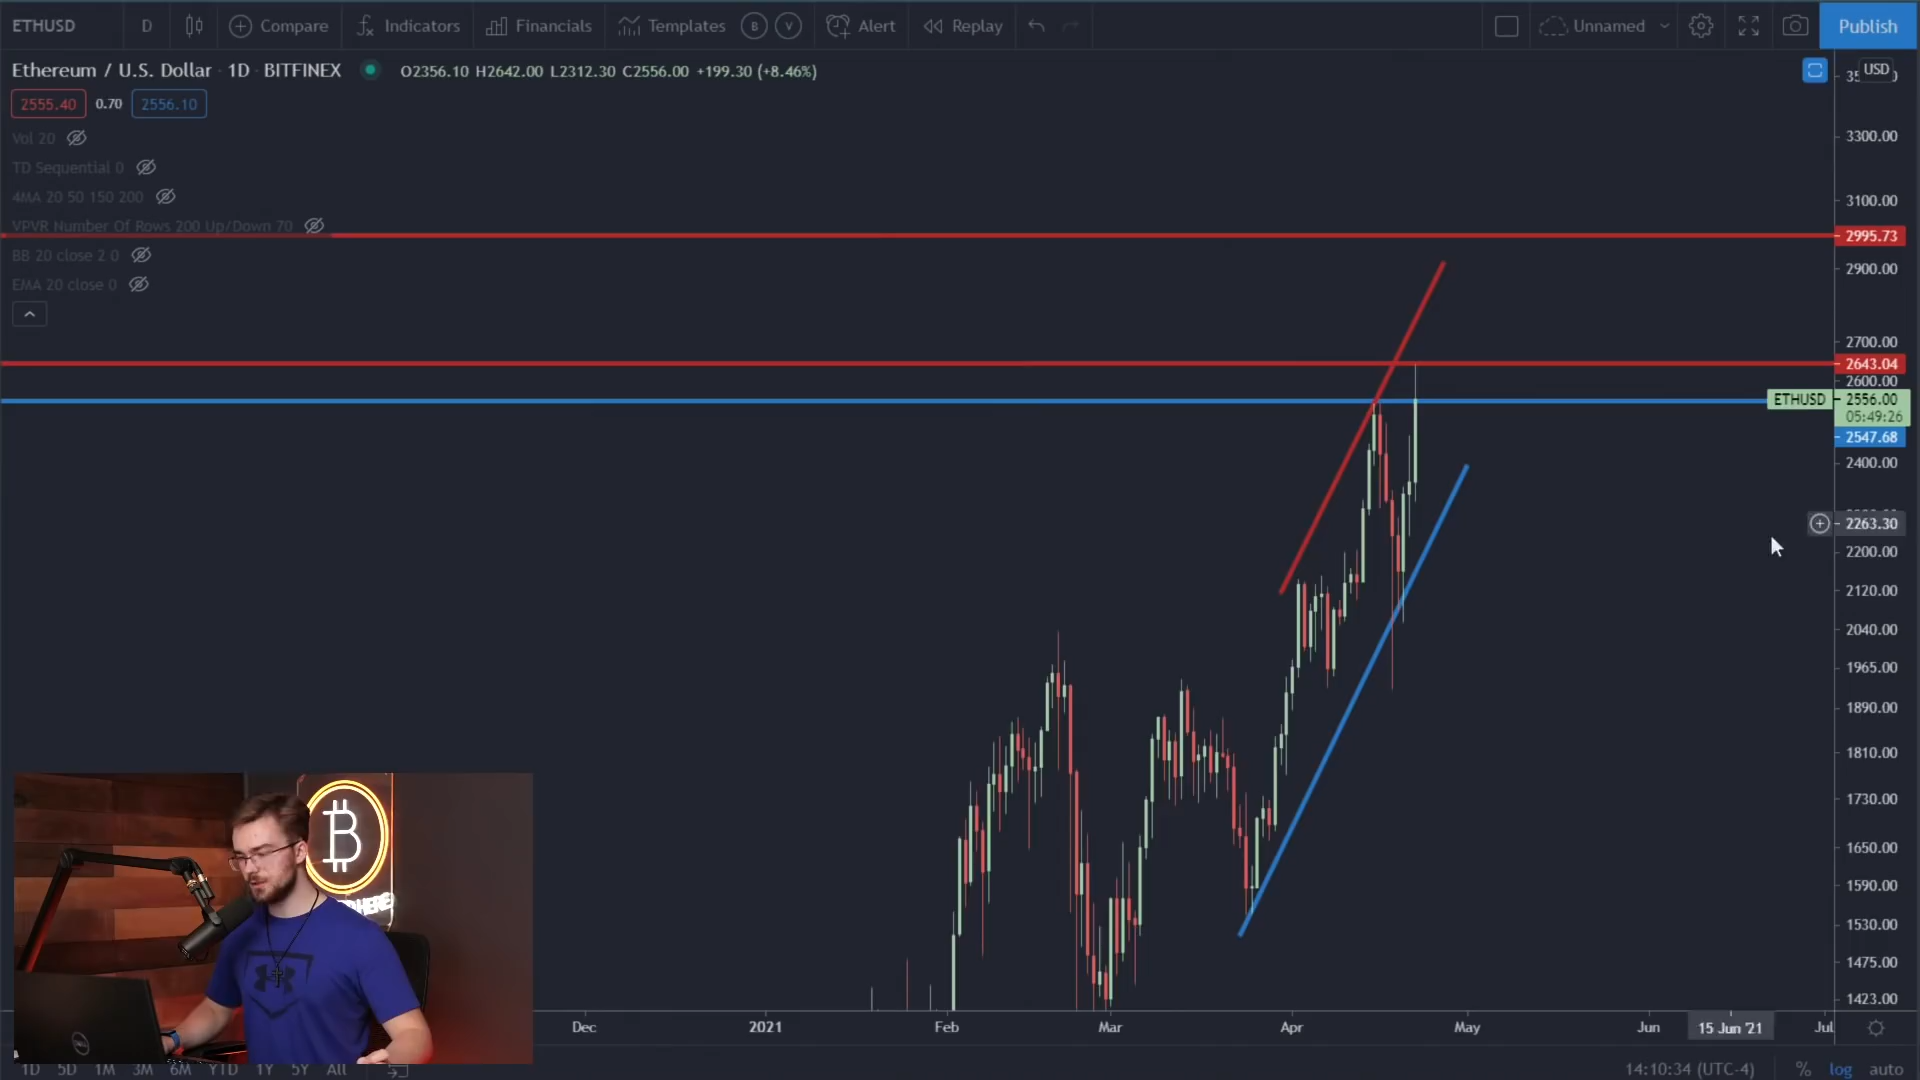 ETHUSD D Compare Indicators Financials Templates B V Alert Replay Unnamed Publish
Ethereum / U.S. Dollar 1D BITFINEX O2356.10 H2642.00 L2312.30 C2556.00 +199.30 (+8.46%)
USD
2555.40 0.70 2556.10
Vol 20
TD Sequential 0
4MA 20 50 150 200
VPVR Number Of Rows 200 Up/Down 70
BB 20 close 2 0
EMA 20 close 0
3300.00
3100.00
2995.73
2900.00
2700.00
2643.04
2600.00
ETHUSD 2556.00
05:49:26
2547.68
2400.00
2263.30
2200.00
2120.00
2040.00
1965.00
1890.00
1810.00
1730.00
1650.00
1590.00
1530.00
1475.00
1423.00
Dec 2021 Feb Mar Apr May Jun 15 Jun '21 Jul
1D 5D 1M 3M 6M YTD 1Y 5Y All 14:10:34 (UTC-4) % log auto